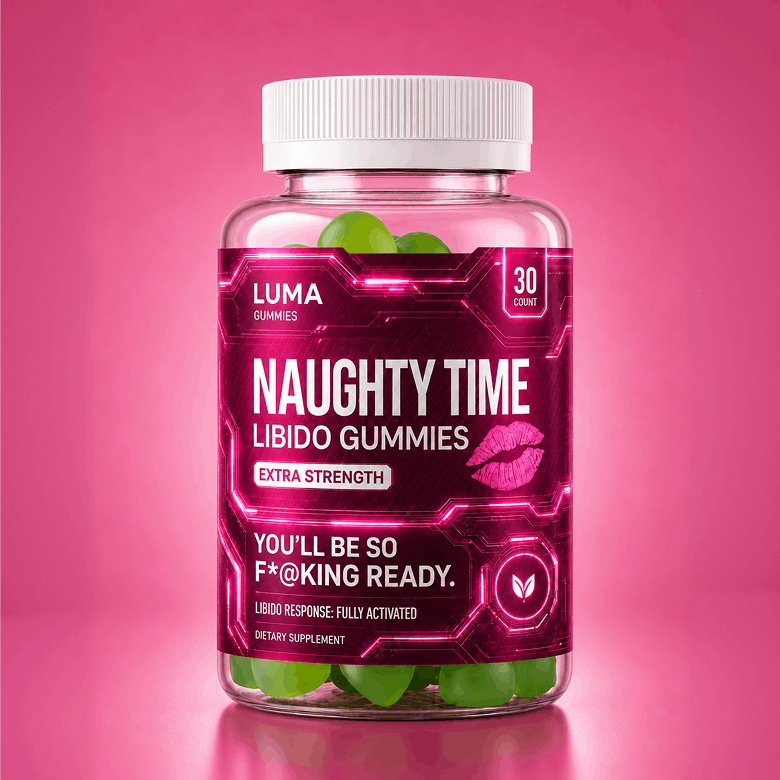 LUMA
GUMMIES
30
COUNT
NAUGHTY TIME
LIBIDO GUMMIES
EXTRA STRENGTH
YOU'LL BE SO
F*@KING READY.
LIBIDO RESPONSE: FULLY ACTIVATED
DIETARY SUPPLEMENT